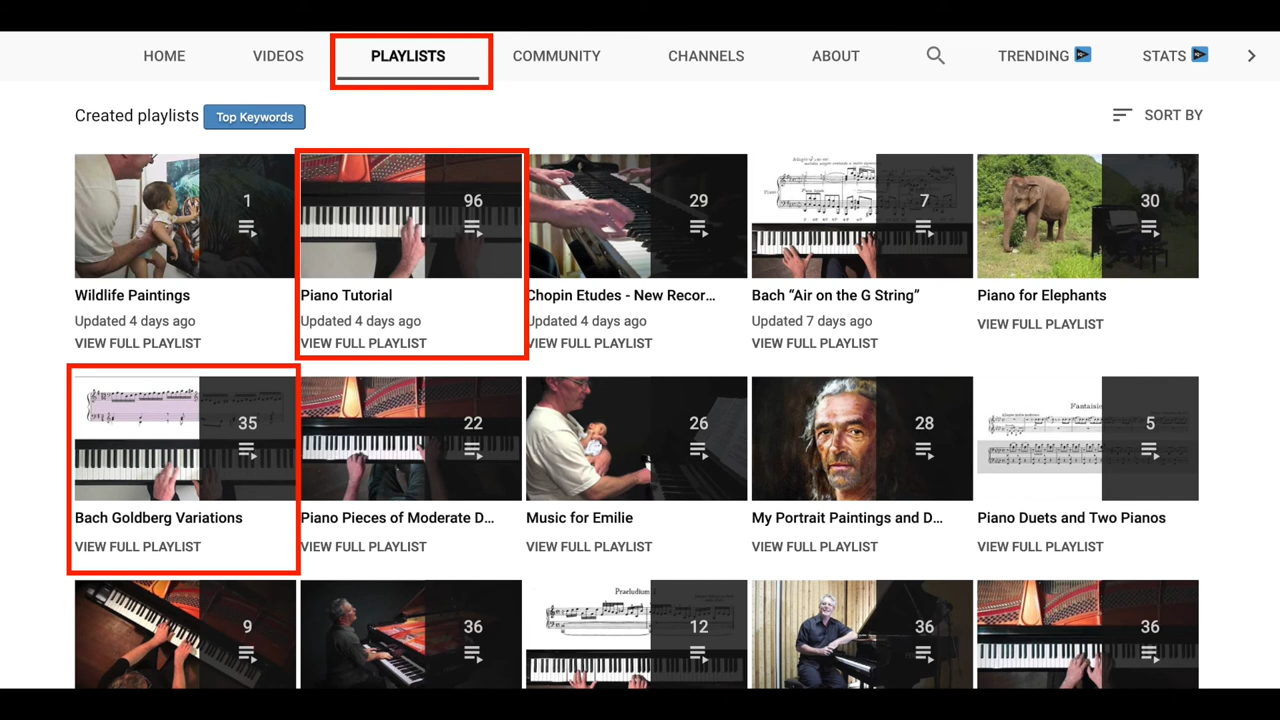 HOME VIDEOS PLAYLISTS COMMUNITY CHANNELS ABOUT TRENDING STATS
Created playlists Top Keywords SORT BY
1 96 29 7 30
Wildlife Paintings Piano Tutorial Chopin Etudes - New Recor... Bach “Air on the G String” Piano for Elephants
Updated 4 days ago Updated 4 days ago Updated 4 days ago Updated 7 days ago
VIEW FULL PLAYLIST VIEW FULL PLAYLIST VIEW FULL PLAYLIST VIEW FULL PLAYLIST VIEW FULL PLAYLIST
35 22 26 28 5
Fantaisie
Bach Goldberg Variations Piano Pieces of Moderate D... Music for Emilie My Portrait Paintings and D... Piano Duets and Two Pianos
VIEW FULL PLAYLIST VIEW FULL PLAYLIST VIEW FULL PLAYLIST VIEW FULL PLAYLIST VIEW FULL PLAYLIST
Praeludium
9 36 12 36 36